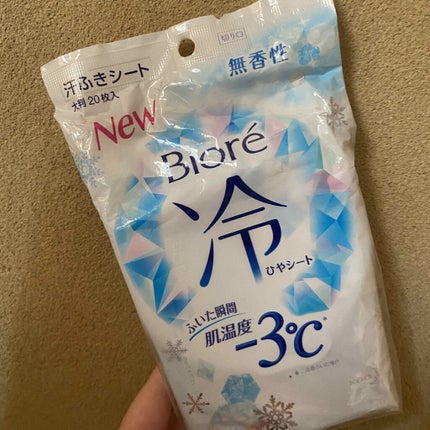 切り口
汗ふきシート
大判20枚入
無香性
New
Bioré
冷
ひやシート
ふいた瞬間
肌温度
-3℃